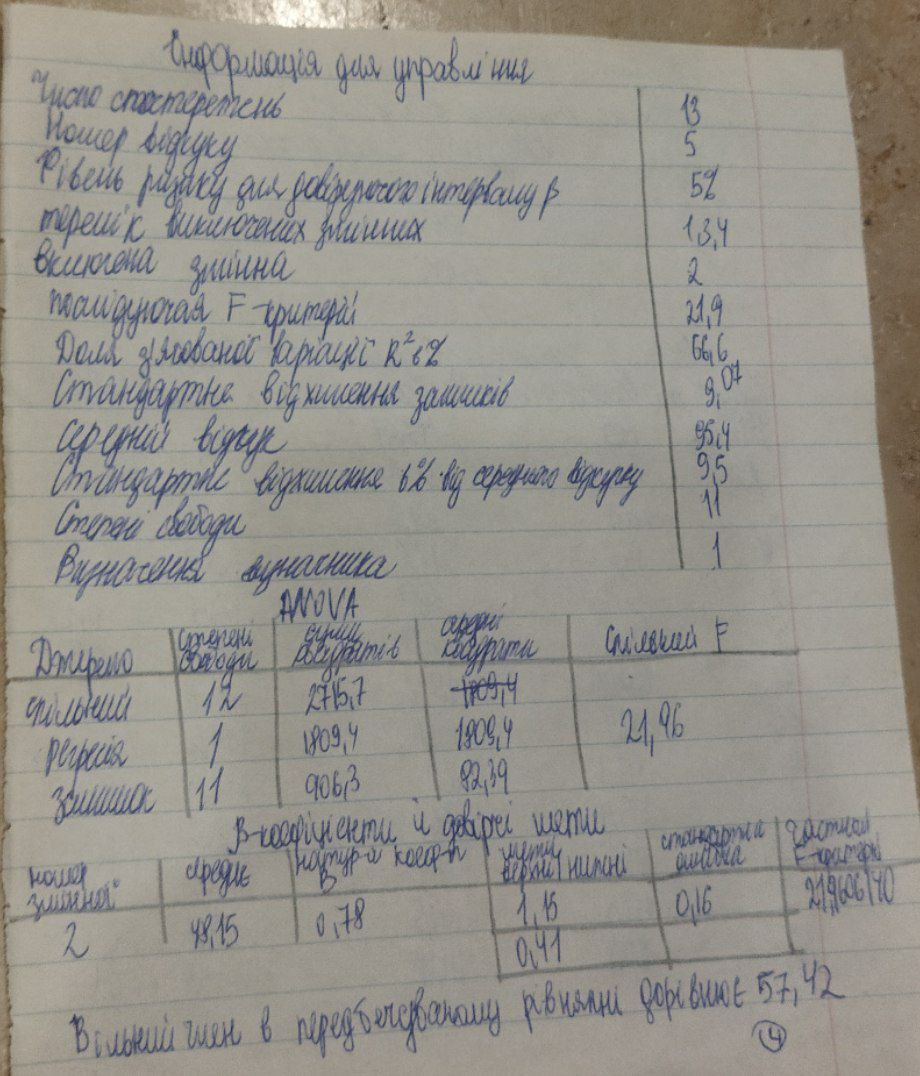 Інформація для управління
Число спостережень 13
Номер відгуку 5
Рівень ризику для довірчого інтервалу β 5%
перелік виключених змінних 1,3,4
включена змінна 2
послідуючая F-критерій 21,9
Доля з'ясованої варіації R² в % 66,6
Стандартне відхилення залишків 9,07
Середній відгук 95,4
Стандартне відхилення в % від середнього відгуку 9,5
Степені свободи 11
Визначення визначника 1
ANOVA
Джерело степені свободи суми квадратів середні квадрати Спільний F
спільний 12 2715,7 1809,4
регресія 1 1809,4 1809,4 21,96
залишок 11 906,3 82,39
В-коефіцієнти й довірчі межі
номер змінної середнє натур-й коеф-т В межі верхні/нижні стандартна ошибка частный F-критерій
2 48,15 0,78 1,15 0,16 21,9606140
0,41
Вільний член в передбачуваному рівнянні дорівнює 57,42
4